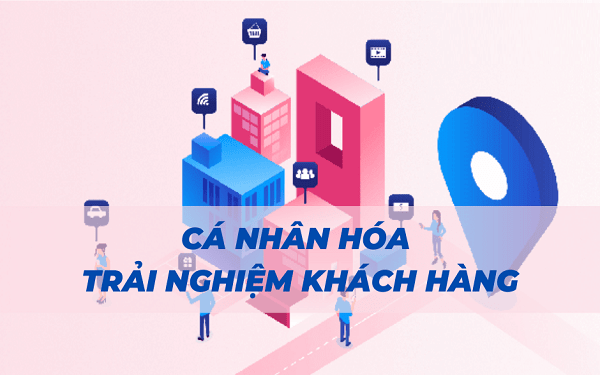 CÁ NHÂN HÓA
TRẢI NGHIỆM KHÁCH HÀNG